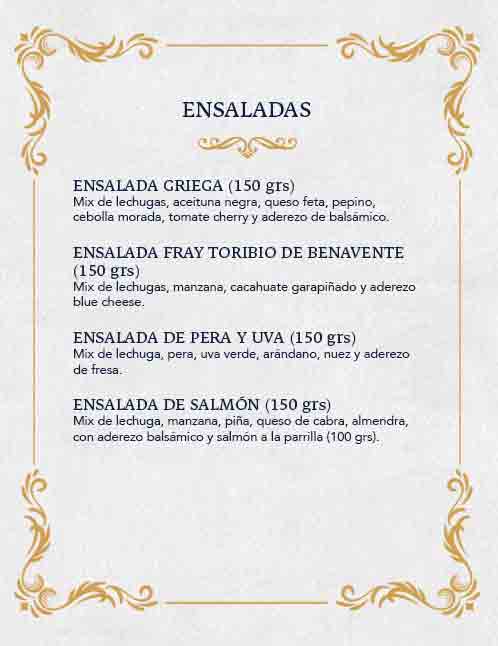 ENSALADAS
ENSALADA GRIEGA (150 grs)
Mix de lechugas, aceituna negra, queso feta, pepino,
cebolla morada, tomate cherry y aderezo de balsámico.
ENSALADA FRAY TORIBIO DE BENAVENTE
(150 grs)
Mix de lechugas, manzana, cacahuate garapiñado y aderezo
blue cheese.
ENSALADA DE PERA Y UVA (150 grs)
Mix de lechuga, pera, uva verde, arándano, nuez y aderezo
de fresa.
ENSALADA DE SALMÓN (150 grs)
Mix de lechuga, manzana, piña, queso de cabra, almendra,
con aderezo balsámico y salmón a la parrilla (100 grs).